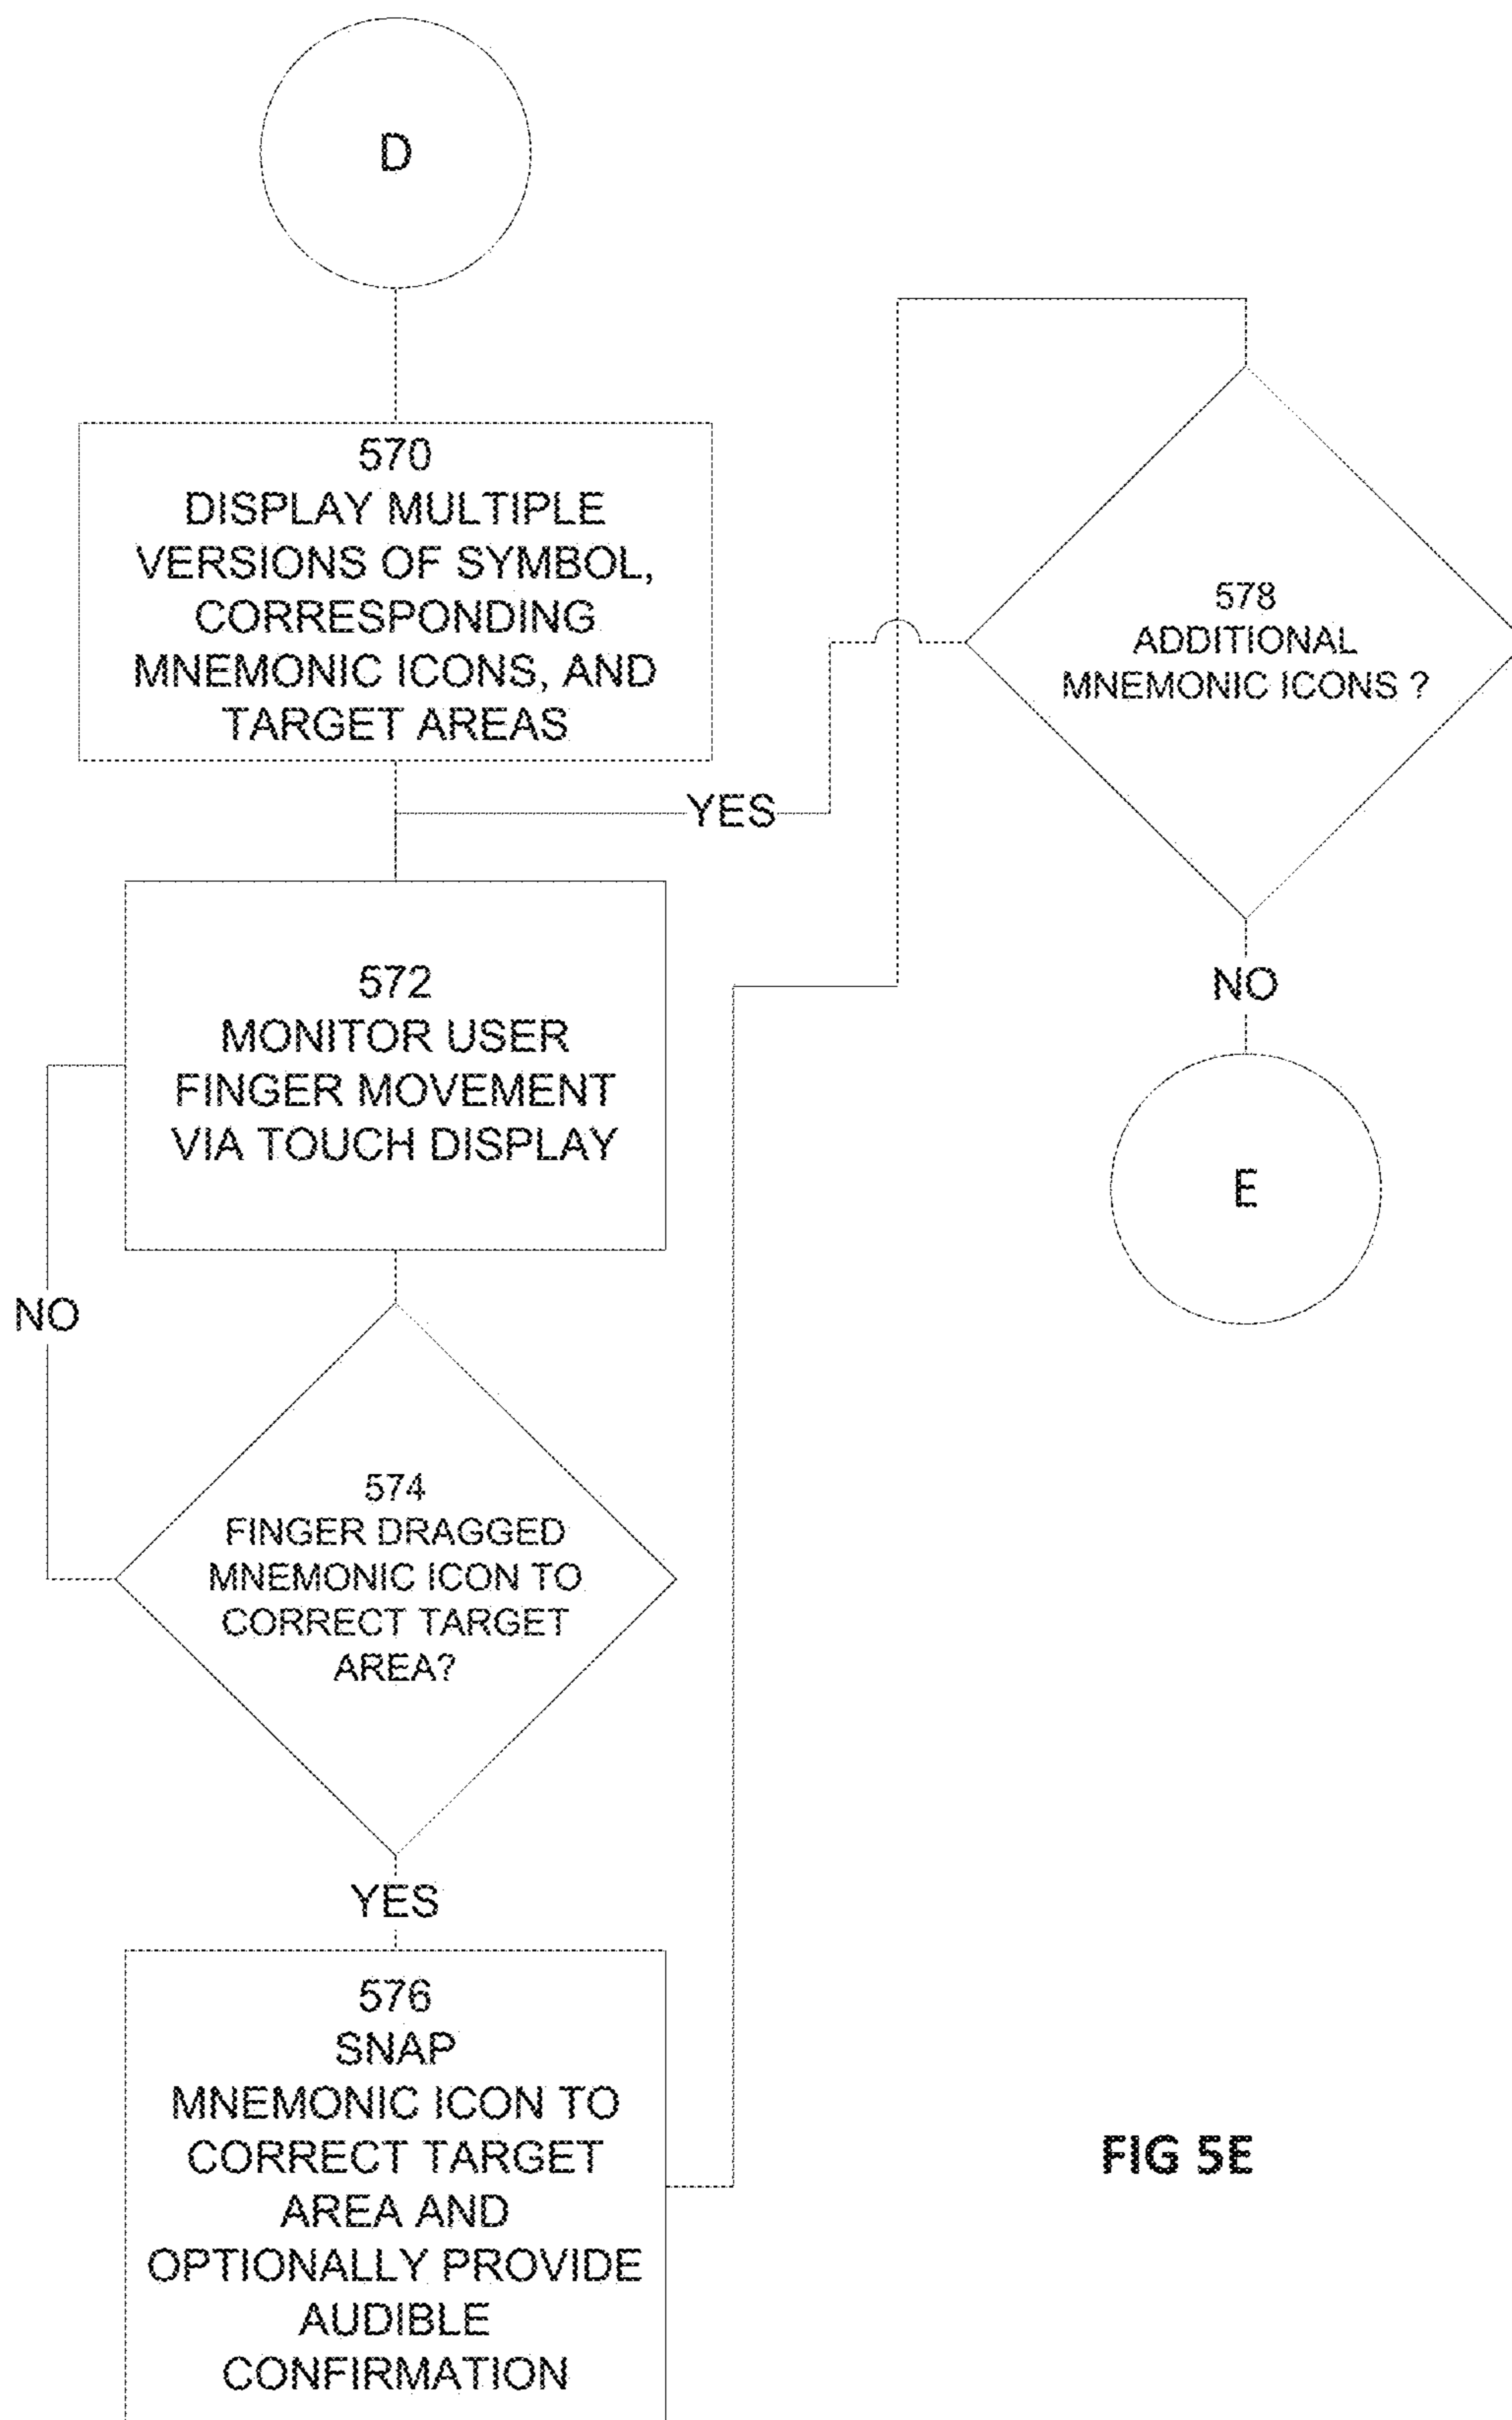 D
570
DISPLAY MULTIPLE
VERSIONS OF SYMBOL,
CORRESPONDING
MNEMONIC ICONS, AND
TARGET AREAS
YES
572
MONITOR USER
FINGER MOVEMENT
VIA TOUCH DISPLAY
NO
574
FINGER DRAGGED
MNEMONIC ICON TO
CORRECT TARGET
AREA?
YES
576
SNAP
MNEMONIC ICON TO
CORRECT TARGET
AREA AND
OPTIONALLY PROVIDE
AUDIBLE
CONFIRMATION
578
ADDITIONAL
MNEMONIC ICONS ?
NO
E
FIG 5E